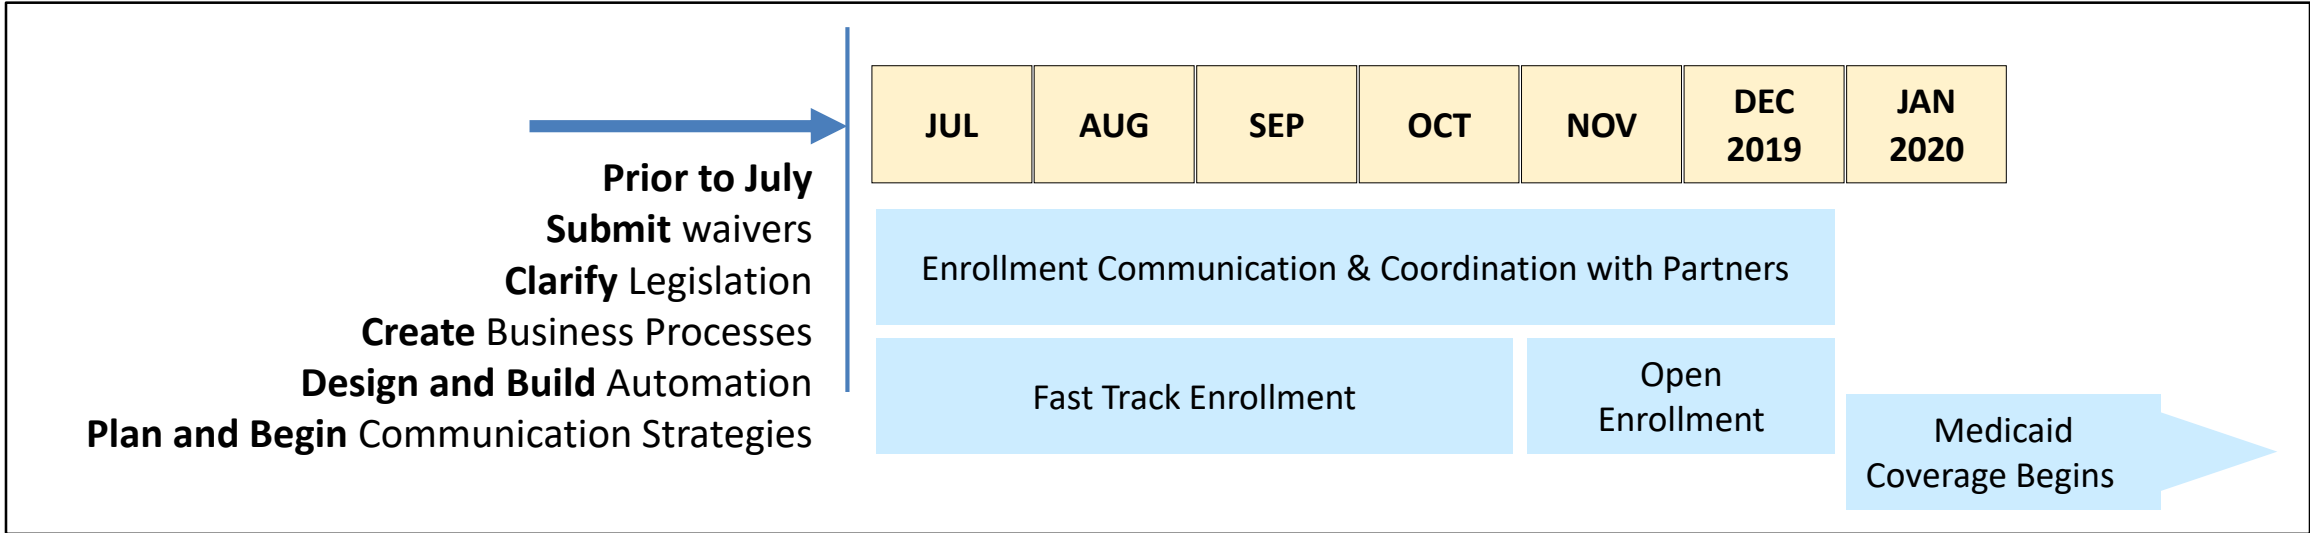 Prior to July
Submit waivers
Clarify Legislation
Create Business Processes
Design and Build Automation
Plan and Begin Communication Strategies
JUL
AUG
SEP
OCT
NOV
DEC
2019
JAN
2020
Enrollment Communication & Coordination with Partners
Fast Track Enrollment
Open
Enrollment
Medicaid
Coverage Begins